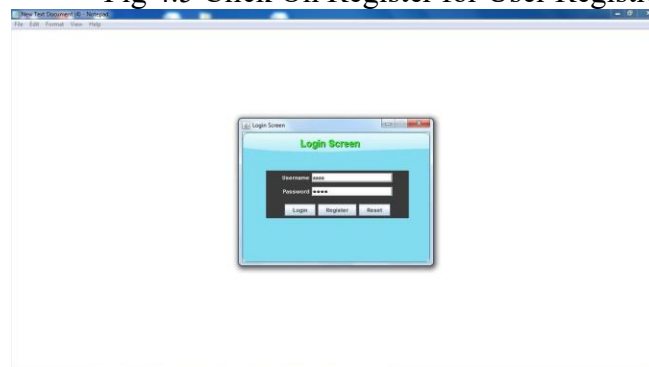 Fig 4.3 Click On Register for User Registr
New Text Document (4) - Notepad
File Edit Format View Help
Login Screen
Login Screen
Username
Password
Login Register Reset